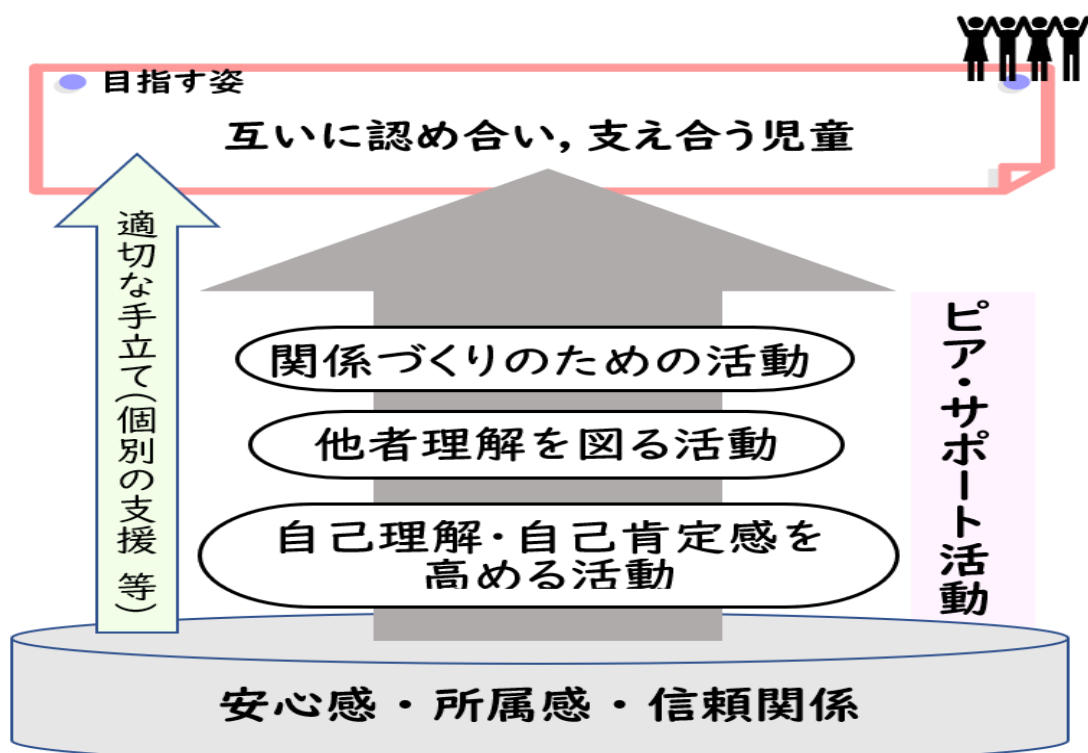 目指す姿
互いに認め合い,支え合う児童
適切な手立て(個別の支援 等)
関係づくりのための活動
他者理解を図る活動
自己理解・自己肯定感を
高める活動
ピア・サポート活動
安心感・所属感・信頼関係